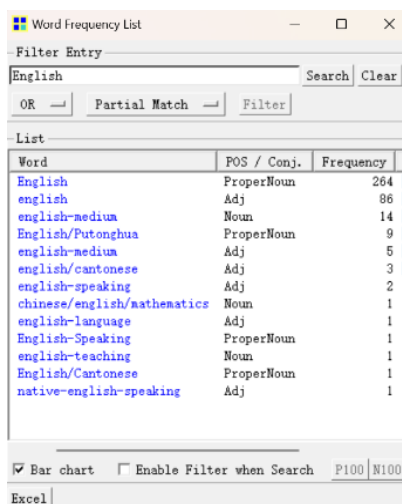 Word Frequency List
Filter Entry
English Search Clear
OR Partial Match Filter
List
Word POS / Conj. Frequency
English ProperNoun 264
english Adj 86
english-medium Noun 14
English/Putonghua ProperNoun 9
english-medium Adj 5
english/cantonese Adj 3
english-speaking Adj 2
chinese/english/mathematics Noun 1
english-language Adj 1
English-Speaking ProperNoun 1
english-teaching Noun 1
English/Cantonese ProperNoun 1
native-english-speaking Adj 1
Bar chart Enable Filter when Search P100 N100
Excel